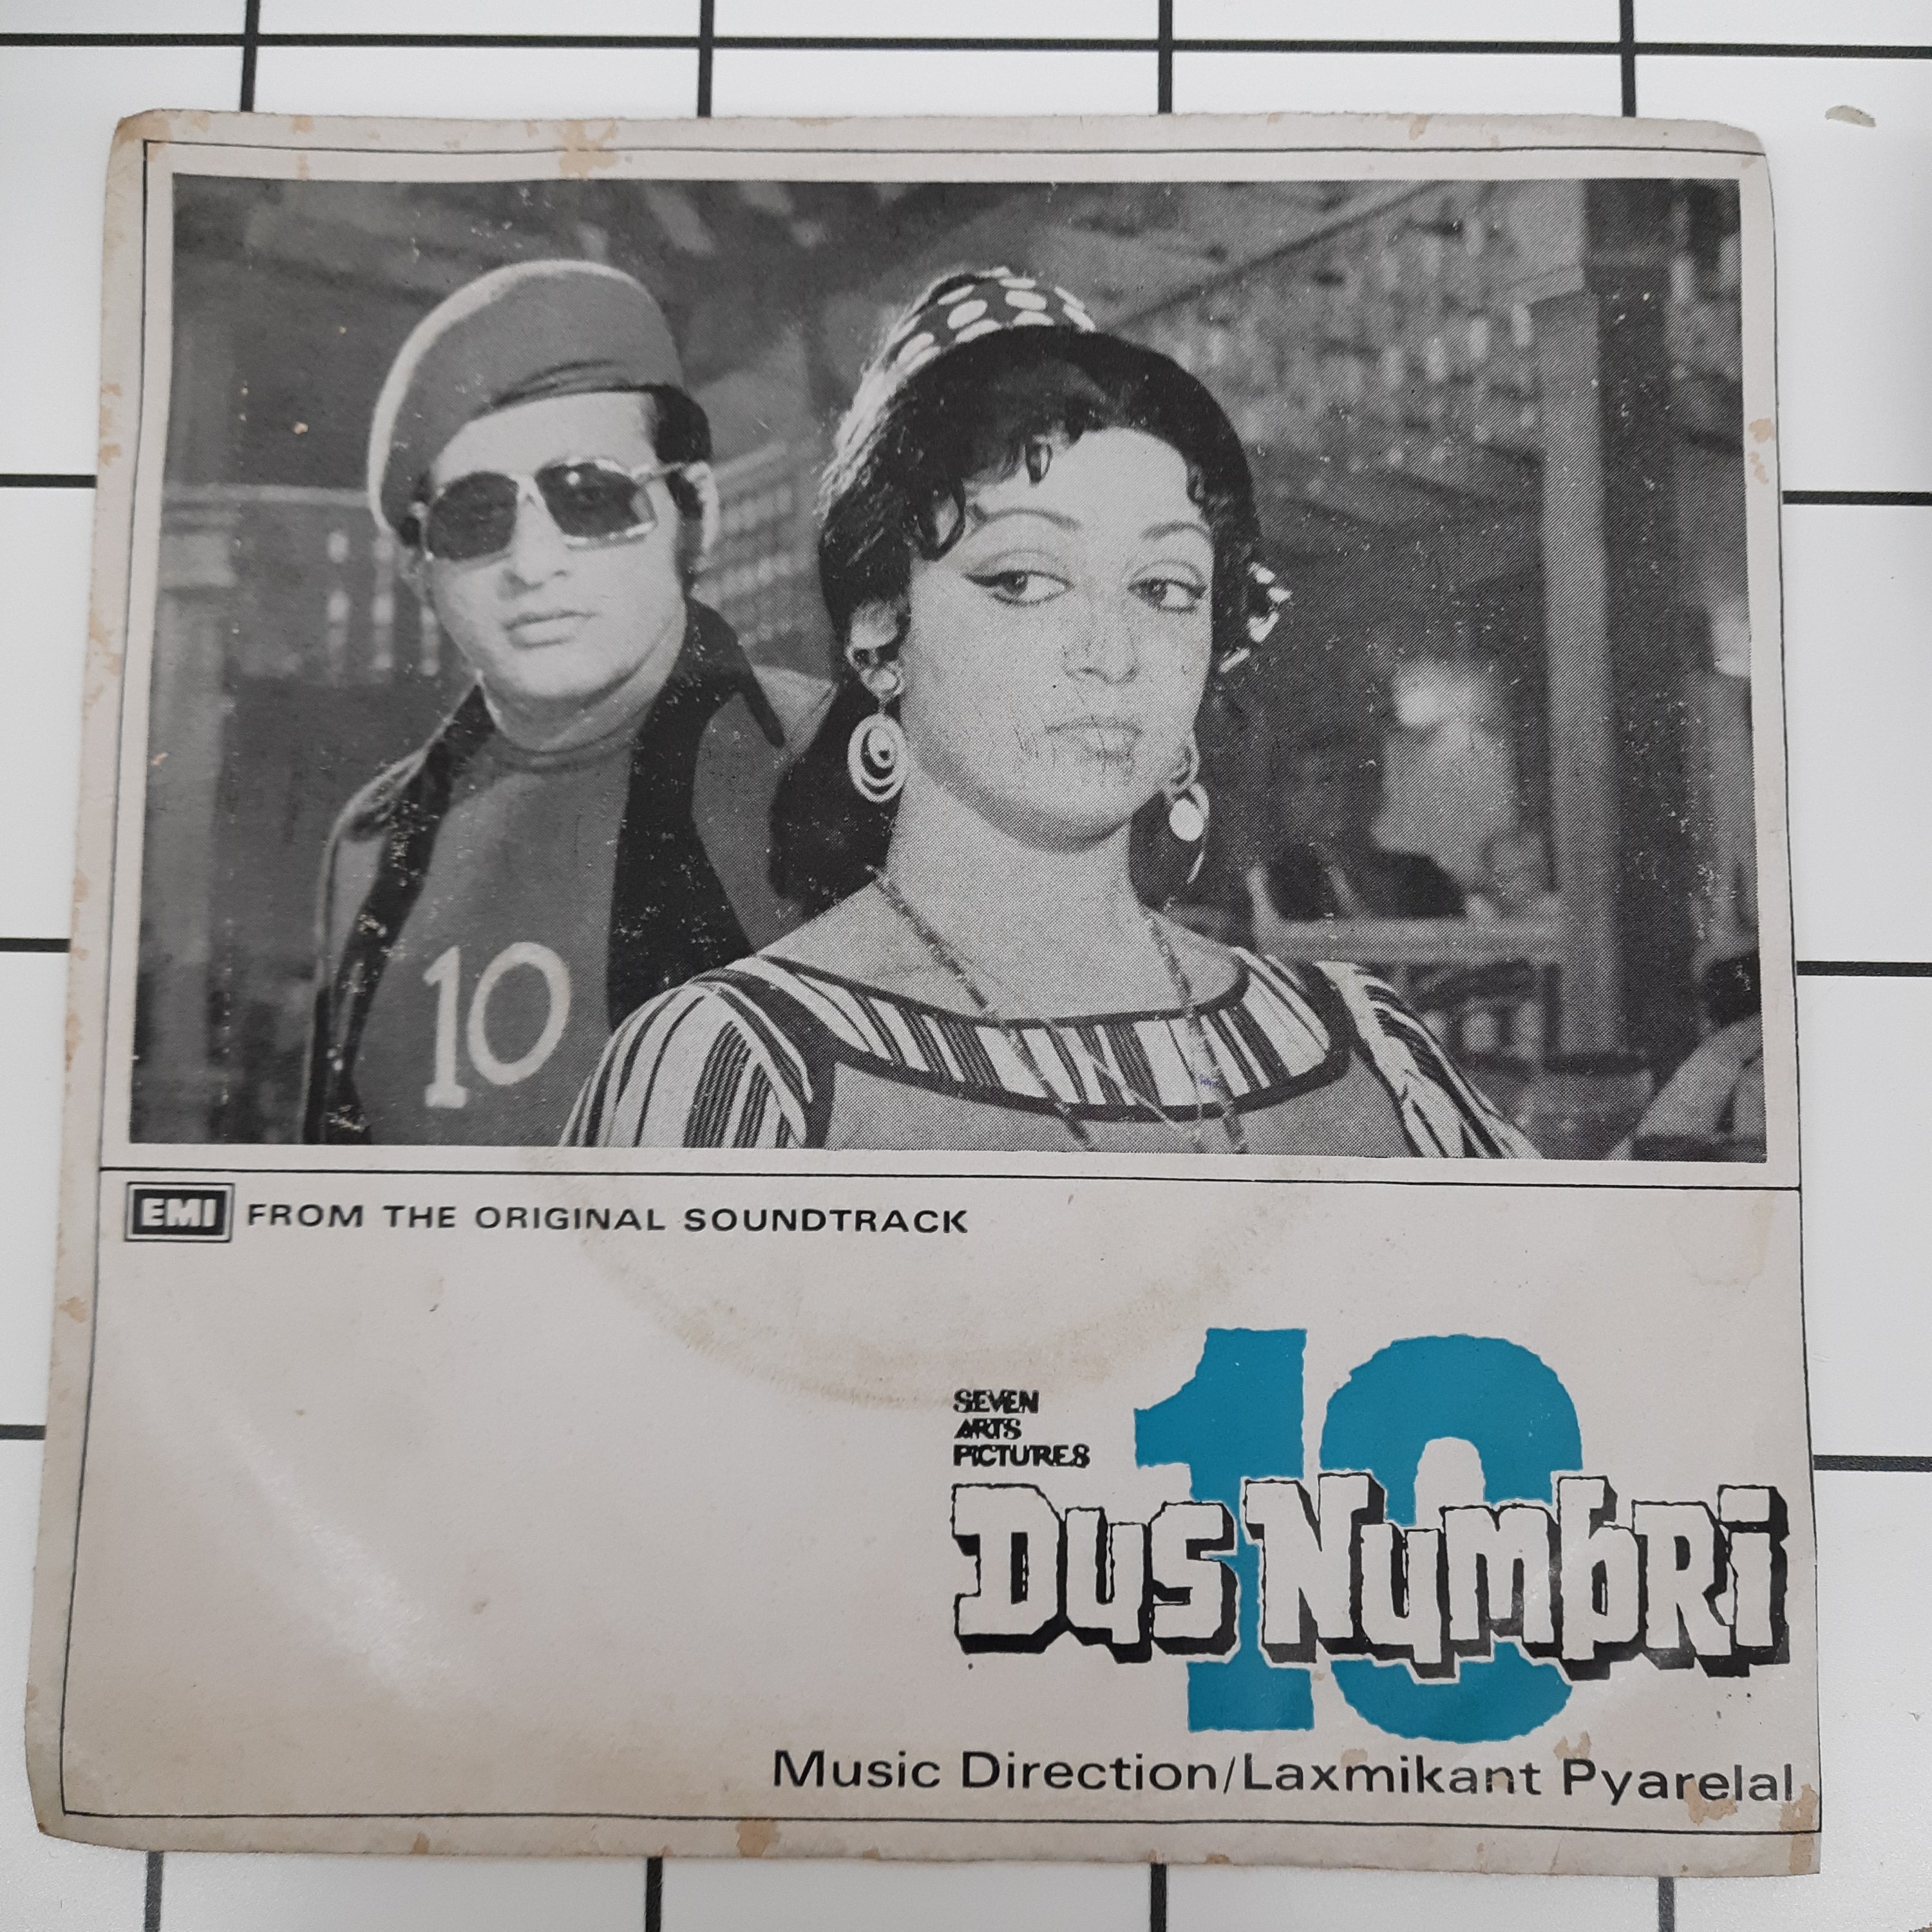 10
EMI FROM THE ORIGINAL SOUNDTRACK
10
SEVEN
ARTS
PICTURES
Dus Numbri
Music Direction/Laxmikant Pyarelal